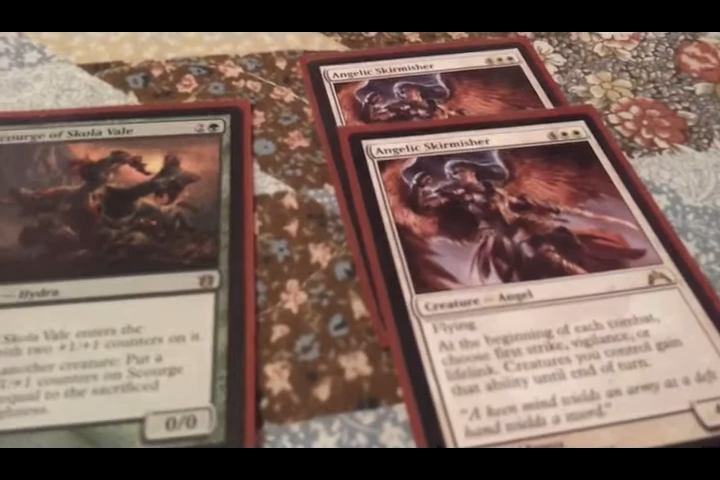 Scourge of Skola Vale
— Hydra
Skola Vale enters the
with two +1/+1 counters on it
another creature: Put a
+1/+1 counters on Scourge
equal to the sacrificed
0/0
Angelic Skirmisher
4
Angelic Skirmisher
4
Creature — Angel
Flying
At the beginning of each combat,
choose first strike, vigilance, or
lifelink. Creatures you control gain
that ability until end of turn.
"A keen mind wields an army as a deft
hand wields a sword."